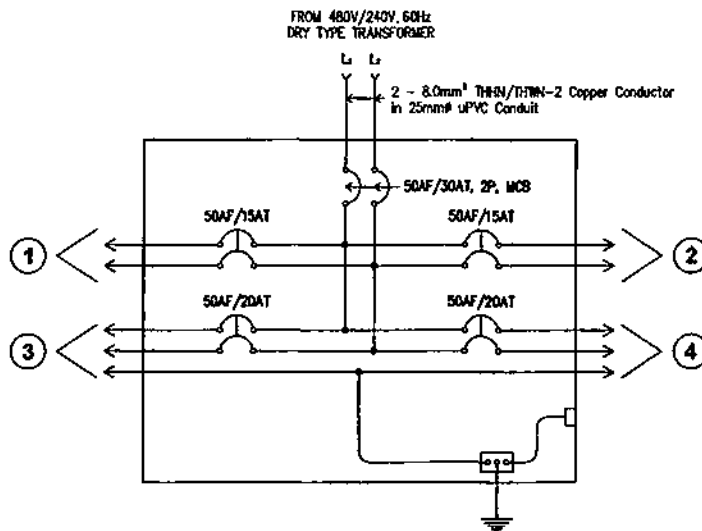 FROM 480V/240V, 60Hz
DRY TYPE TRANSFORMER
L₁ L₂
2 - 8.0mm² THHN/THWN-2 Copper Conductor
in 25mmø uPVC Conduit
50AF/30AT, 2P, MCB
50AF/15AT 50AF/15AT
1 2
50AF/20AT 50AF/20AT
3 4